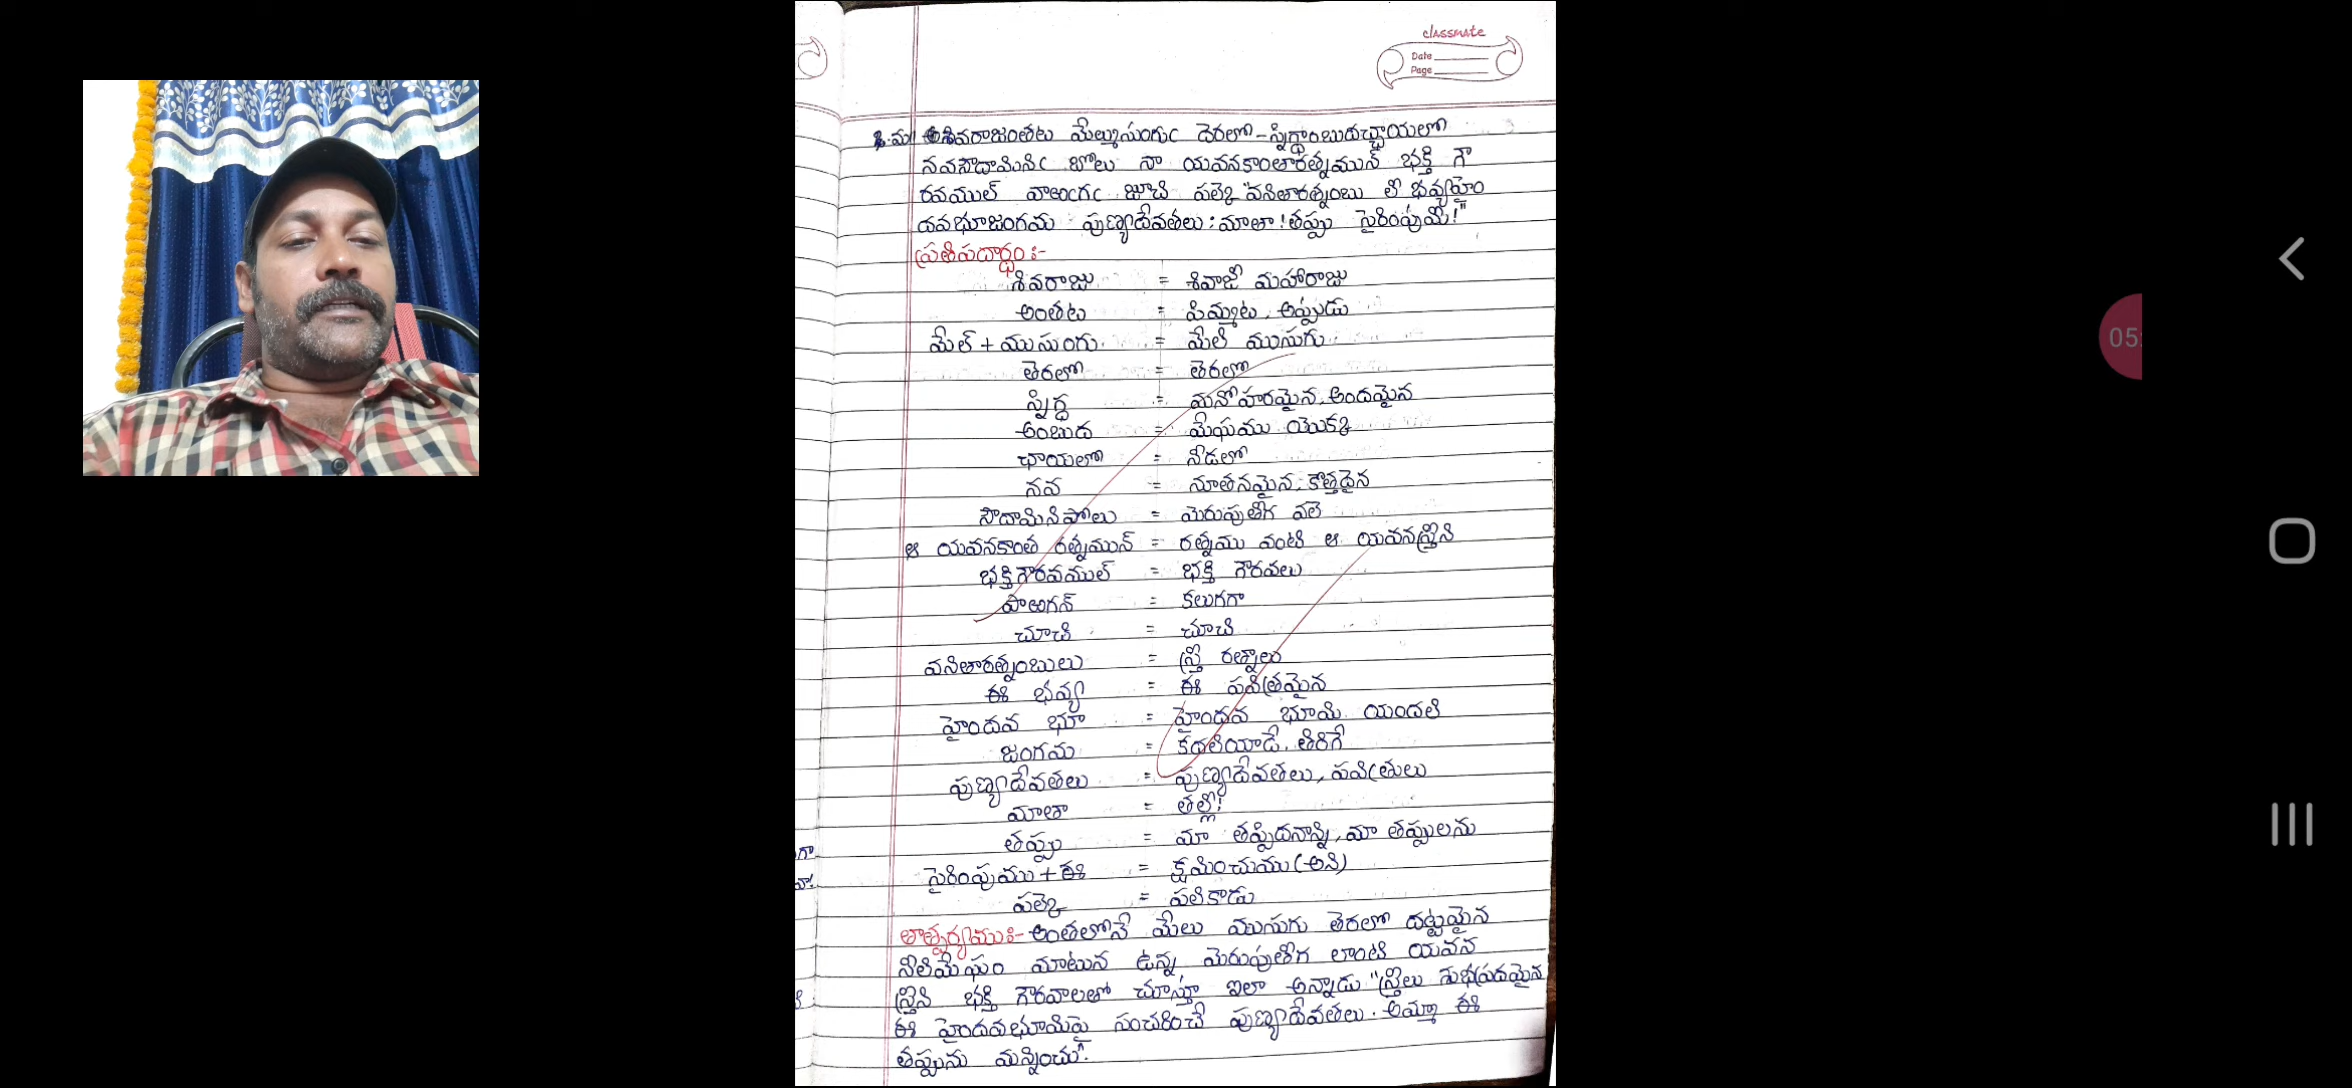 classmate
Date
Page
6.మ॥ శివరాజంతట మేల్ముసుంగుఁ దెరలో-స్నిగ్ధాంబుదచ్ఛాయలో
నవసౌదామినిఁ బోలు నా యవనకాంతారత్నమున్ భక్తి గౌ
రవముల్ వాఱఁగఁ జూచి పల్కె "వనితారత్నంబు లీ భవ్యహైం
దవభూజంగమ పుణ్యదేవతలు; మాతా! తప్పు సైరింపుమీ!"
ప్రతిపదార్థం :-
శివరాజు = శివాజీ మహారాజు
అంతట = పిమ్మట, అప్పుడు
మేల్ + ముసుంగు = మేలి ముసుగు
తెరలో = తెరలో
స్నిగ్ధ = మనోహరమైన, అందమైన
అంబుద = మేఘము యొక్క
ఛాయలో = నీడలో
నవ = నూతనమైన, కొత్తదైన
సౌదామినిపోలు = మెరుపుతీగ వలె
ఆ యవనకాంత రత్నమున్ = రత్నము వంటి ఆ యవనస్త్రీని
భక్తిగౌరవముల్ = భక్తి గౌరవలు
పాఱగన్ = కలుగగా
చూచి = చూచి
వనితారత్నంబులు = స్త్రీ రత్నాలు
ఈ భవ్య = ఈ పవిత్రమైన
హైందవ భూ = హైందవ భూమి యందలి
జంగమ = కదలియాడే, తిరిగే
పుణ్యదేవతలు = పుణ్యదేవతలు, పవిత్రులు
మాతా = తల్లీ!
గా
తప్పు = మా తప్పిదనాన్ని, మా తప్పులను
సైరింపుము + ఈ = క్షమించుము (అని)
పల్కె = పలికాడు
తాత్పర్యము:- అంతలోనే మేలు ముసుగు తెరలో దట్టమైన
నీలిమేఘం మాటున ఉన్న మెరుపుతీగ లాంటి యవన
స్త్రీని భక్తి గౌరవాలతో చూస్తూ ఇలా అన్నాడు "స్త్రీలు శుభప్రదమైన
ఈ హైందవభూమిపై సంచరించే పుణ్యదేవతలు. అమ్మా ఈ
తప్పును మన్నించు".